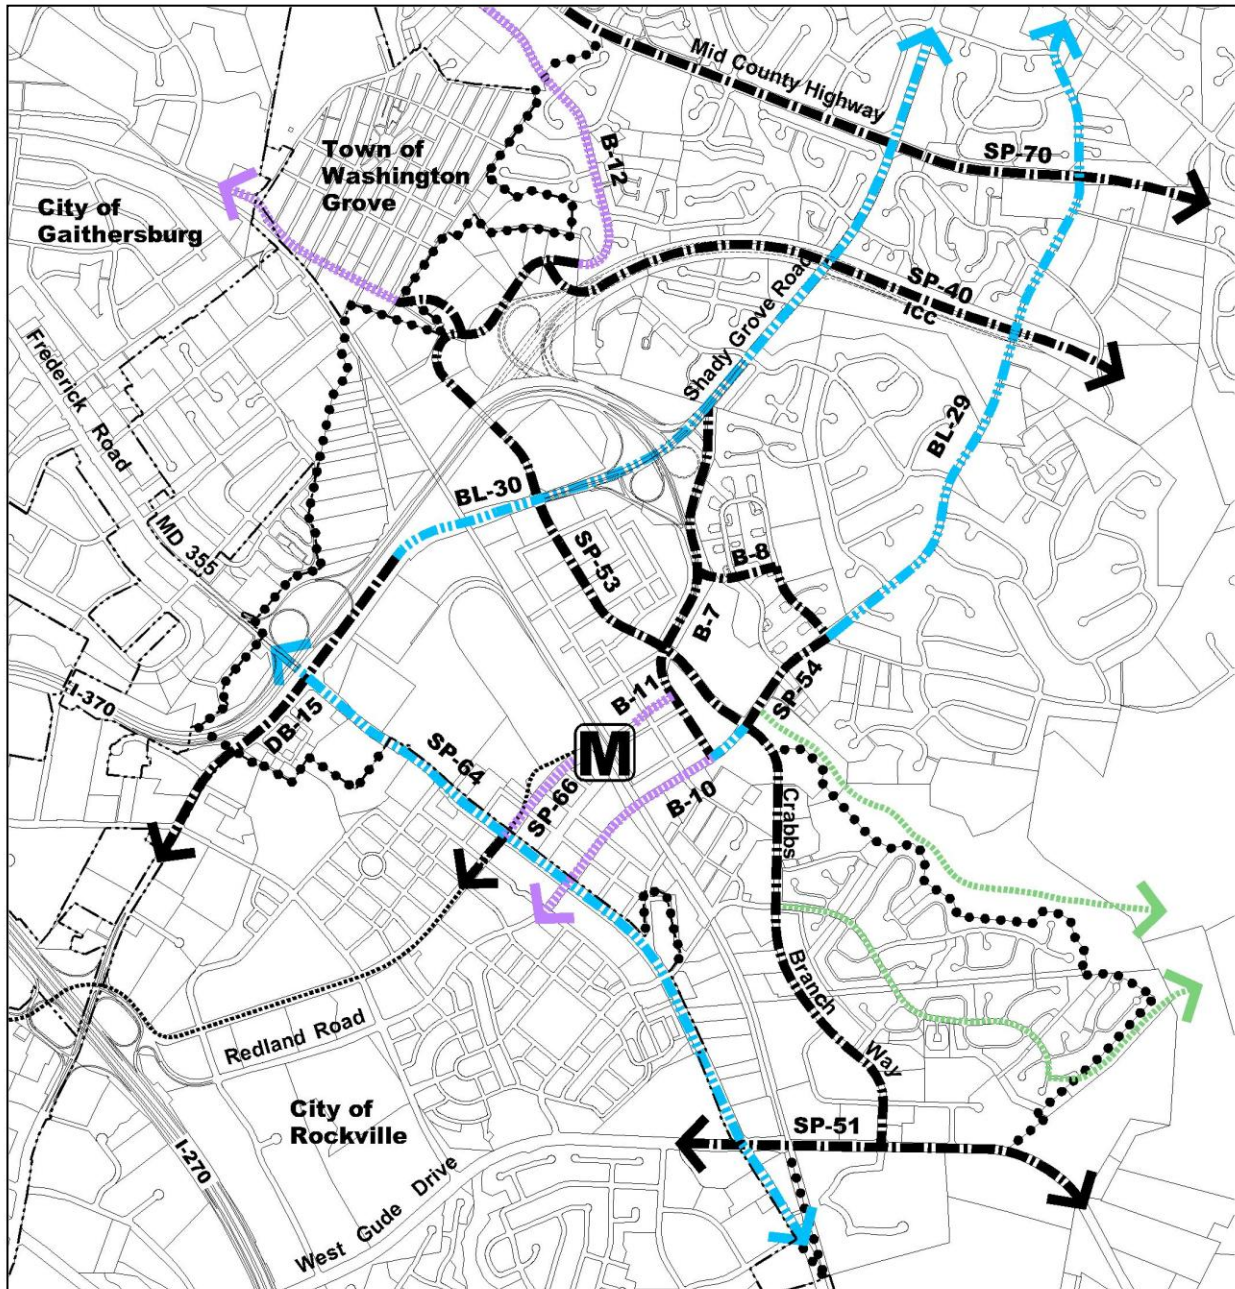 Mid County Highway
SP-70
B-12
Town of
Washington
Grove
City of
Gaithersburg
SP-40
ICC
Shady Grove Road
Frederick
Road
BL-29
BL-30
MD 355
SP-53
B-8
B-7
SP-54
B-11
I-370
DB-15
SP-64
M
SP-66
B-10
Crabbs
Branch
Way
Redland Road
City of
Rockville
SP-51
I-270
West Gude Drive